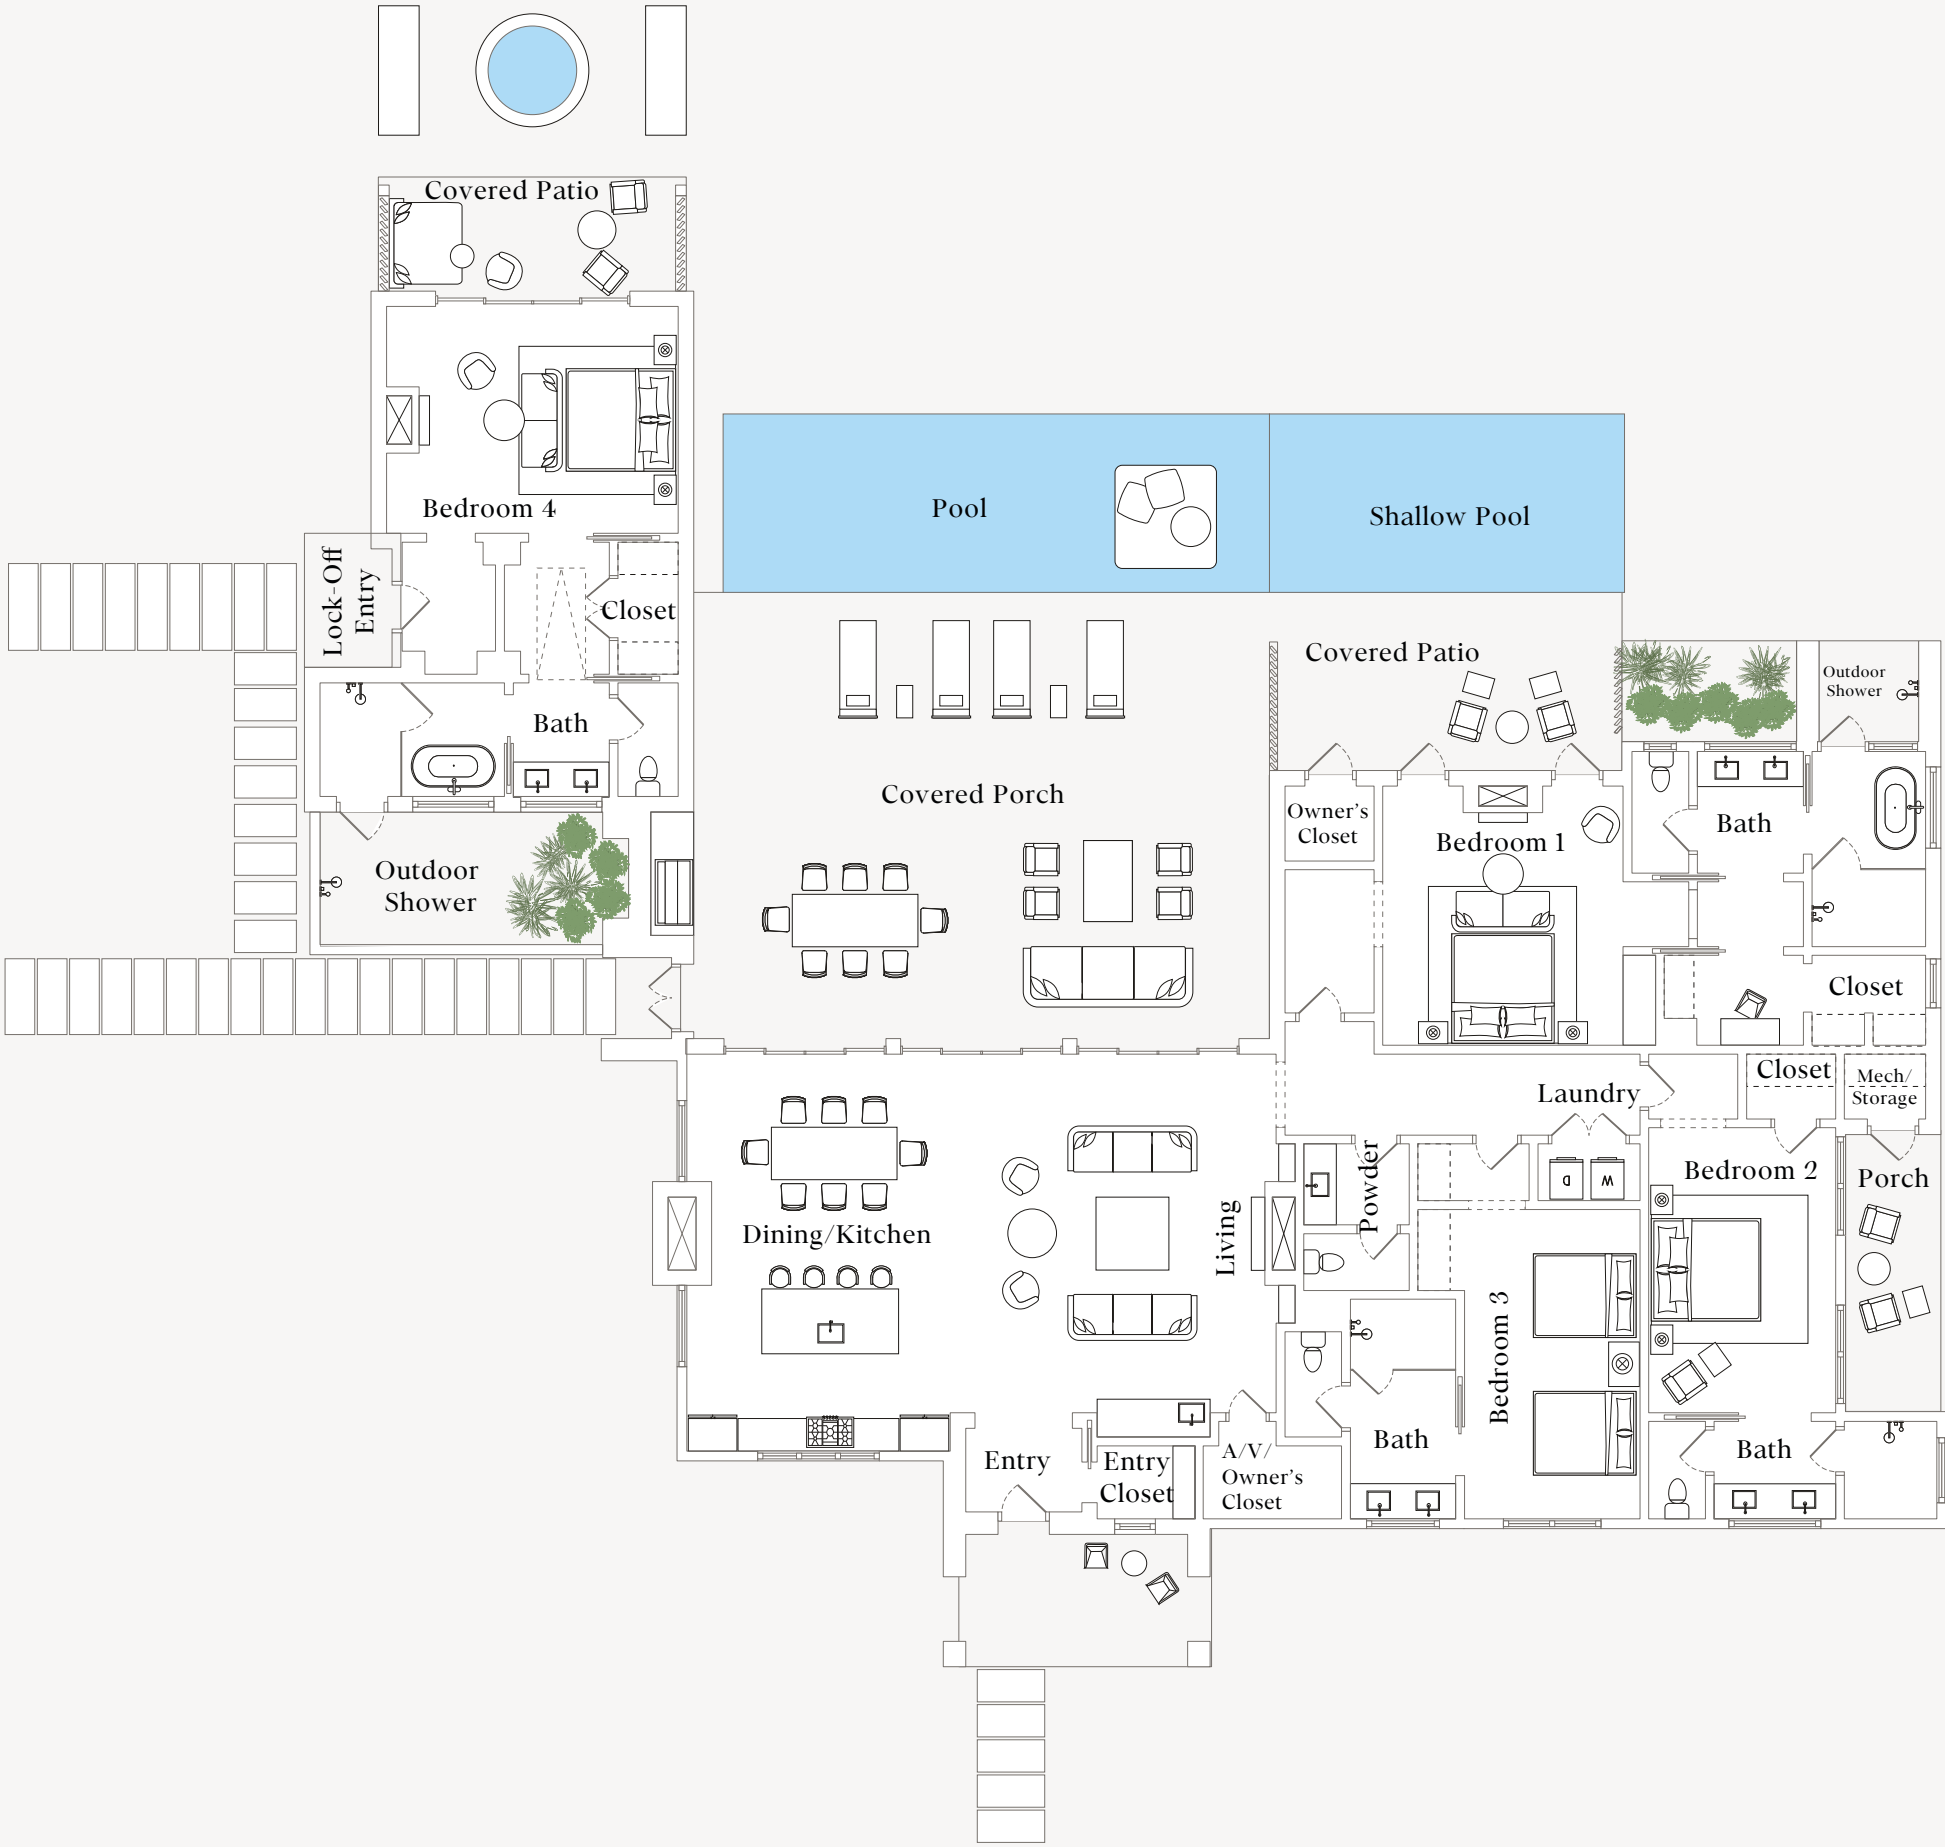 Covered Patio
Bedroom 4
Lock-Off
Entry
Closet
Bath
Outdoor
Shower
Pool
Shallow Pool
Covered Porch
Covered Patio
Outdoor
Shower
Owner's
Closet
Bedroom 1
Bath
Closet
Laundry
Closet
Mech/
Storage
D
W
Bedroom 2
Porch
Powder
Living
Dining/Kitchen
Bedroom 3
Bath
Bath
Entry
Entry
Closet
A/V/
Owner's
Closet